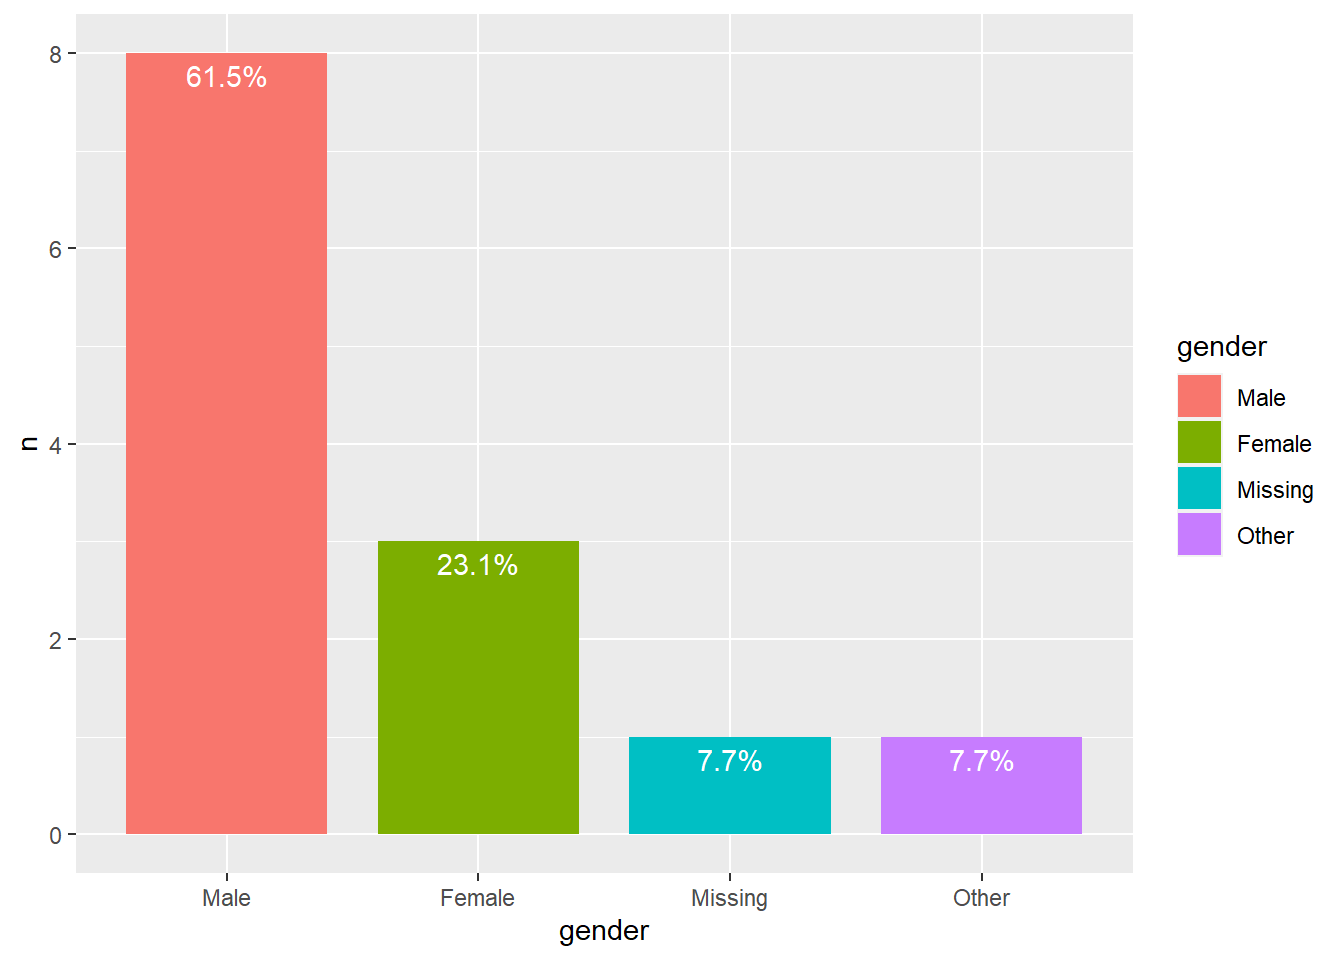 8
6
4
2
0
n
61.5%
23.1%
7.7%
7.7%
Male
Female
Missing
Other
gender
gender
Male
Female
Missing
Other